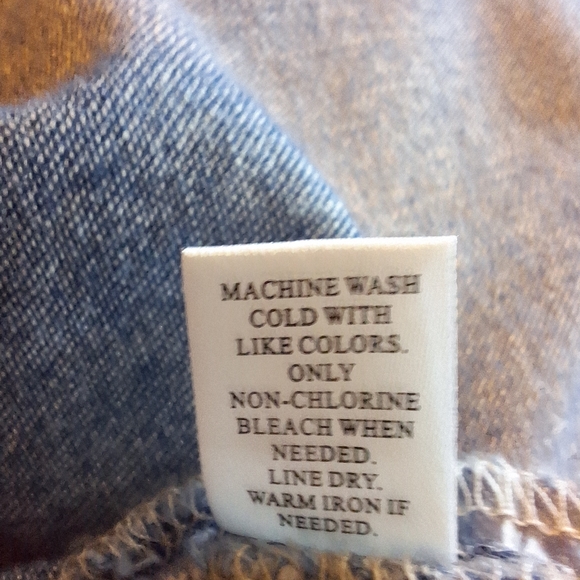 MACHINE WASH
COLD WITH
LIKE COLORS.
ONLY
NON-CHLORINE
BLEACH WHEN
NEEDED.
LINE DRY.
WARM IRON IF
NEEDED.